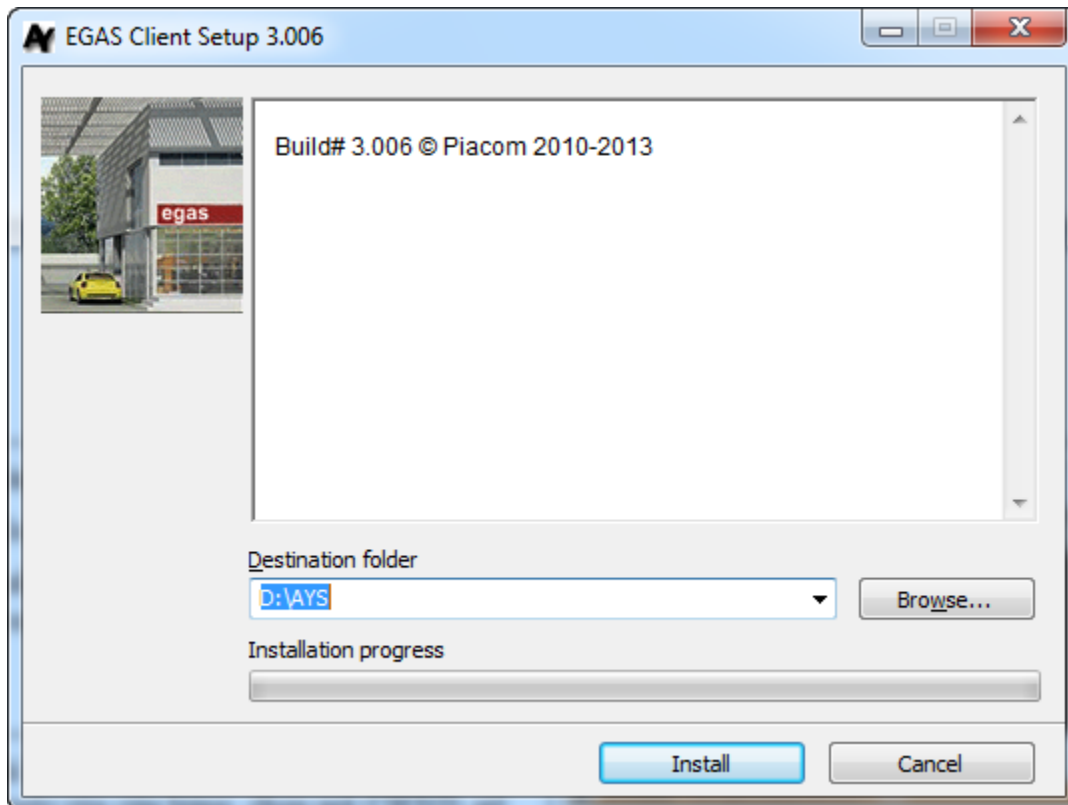 EGAS Client Setup 3.006
egas
Build# 3.006 © Piacom 2010-2013
Destination folder
D:\AYS
Browse...
Installation progress
Install
Cancel